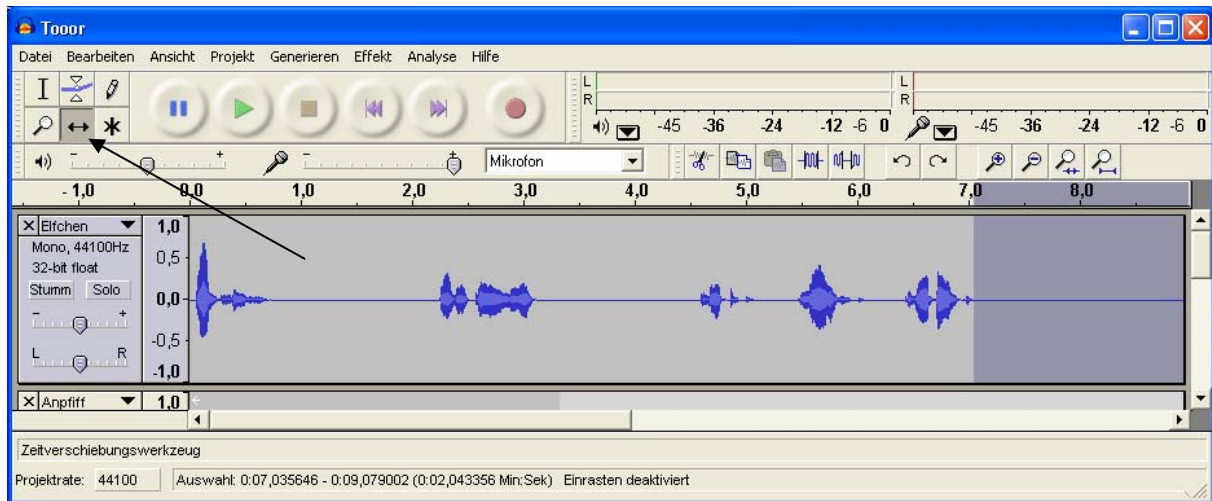 Tooor
Datei Bearbeiten Ansicht Projekt Generieren Effekt Analyse Hilfe
L
R
-45 -36 -24 -12 -6 0
L
R
-45 -36 -24 -12 -6 0
- +
- +
Mikrofon
- 1,0 0,0 1,0 2,0 3,0 4,0 5,0 6,0 7,0 8,0
Elfchen
Mono, 44100Hz
32-bit float
Stumm Solo
- +
L R
1,0
0,5
0,0
-0,5
-1,0
Anpfiff 1,0
Zeitverschiebungswerkzeug
Projektrate: 44100 Auswahl: 0:07,035646 - 0:09,079002 (0:02,043356 Min:Sek) Einrasten deaktiviert